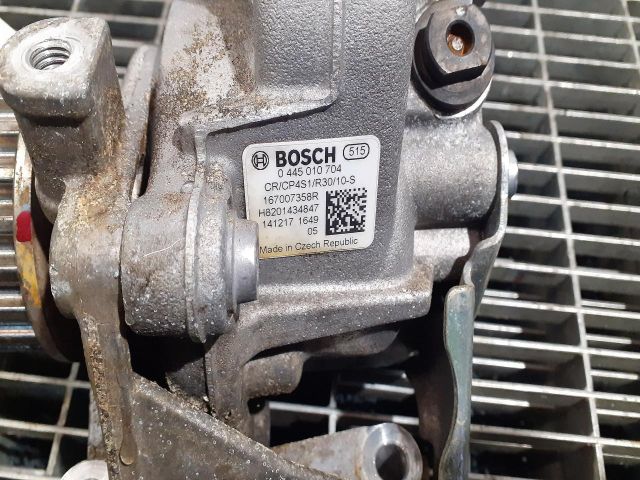 BOSCH 515
0 445 010 704
CR/CP4S1/R30/10-S
167007358R
H8201434847
141217 1649
05
Made in Czech Republic